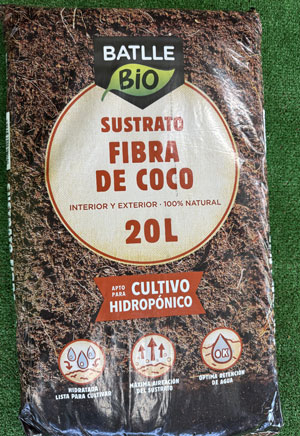 BATLLE
BIO
SUSTRATO
FIBRA
DE COCO
INTERIOR Y EXTERIOR · 100% NATURAL
20L
APTO PARA CULTIVO
HIDROPÓNICO
HIDRATADA
LISTA PARA CULTIVAR
MÁXIMA AIREACIÓN
DEL SUSTRATO
OK
ÓPTIMA RETENCIÓN
DE AGUA